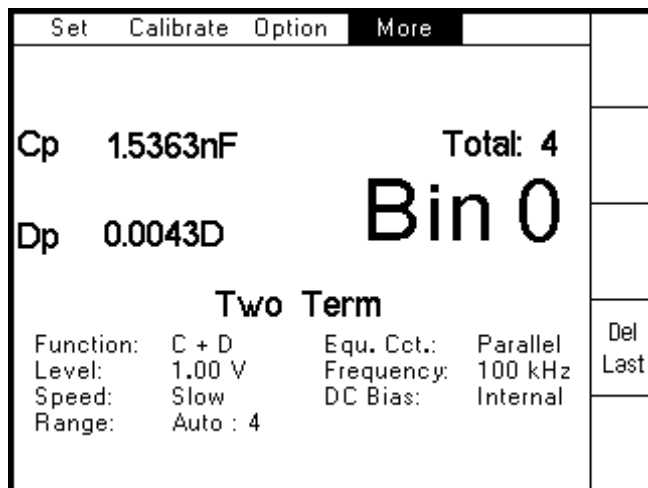 Set Calibrate Option More
Cp 1.5363nF Total: 4
Bin 0
Dp 0.0043D
Two Term
Function: C + D Equ. Cct.: Parallel
Level: 1.00 V Frequency: 100 kHz
Speed: Slow DC Bias: Internal
Range: Auto : 4
Del
Last